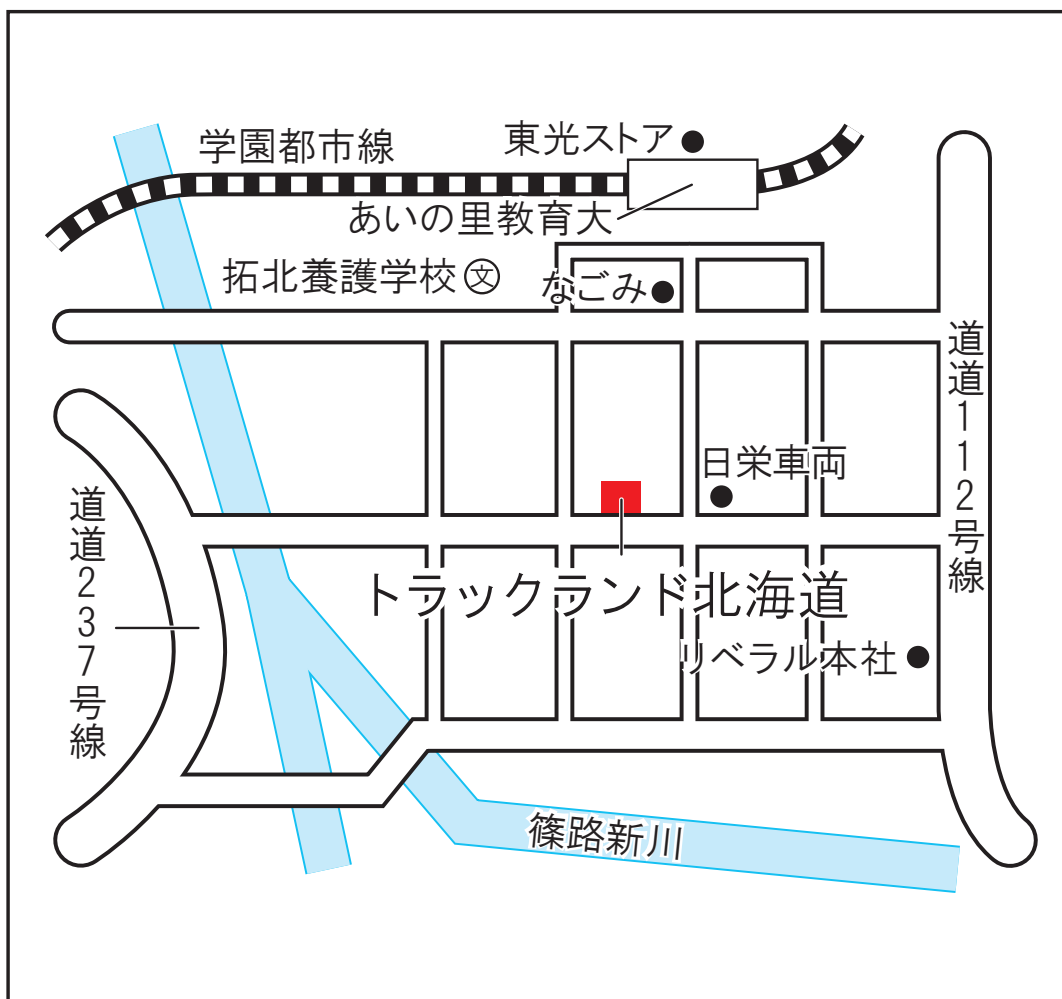 学園都市線
東光ストア
あいの里教育大
拓北養護学校
文
なごみ
道道112号線
日栄車両
道道237号線
トラックランド北海道
リベラル本社
篠路新川